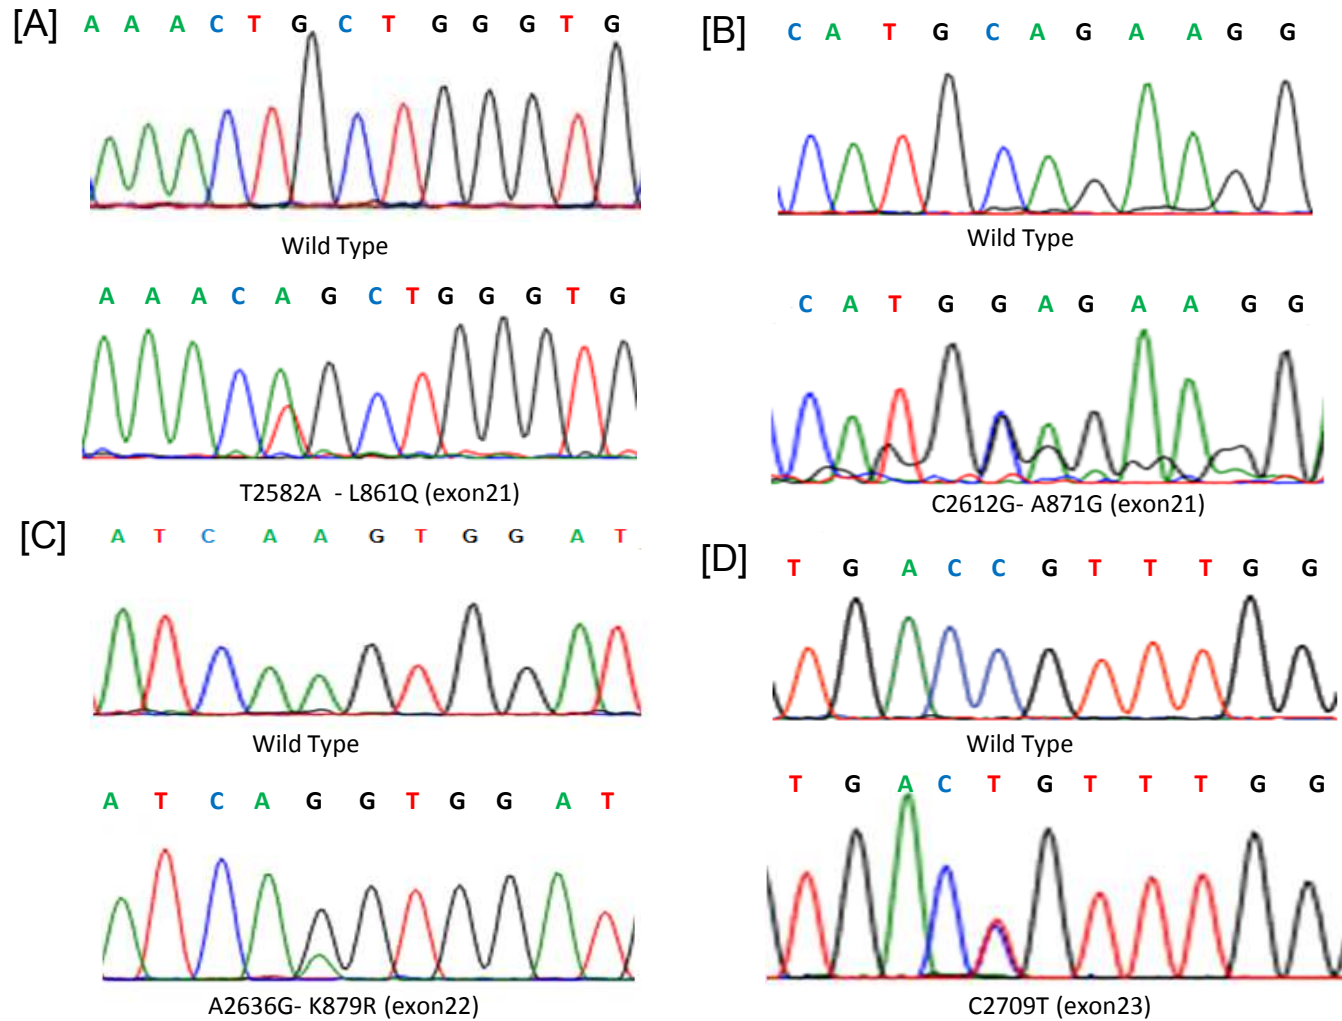 [A] A A A C T G C T G G G T G
Wild Type
A A A C A G C T G G G T G
T2582A - L861Q (exon21)
[B] C A T G C A G A A G G
Wild Type
C A T G G A G A A G G
C2612G- A871G (exon21)
[C] A T C A A G T G G A T
Wild Type
A T C A G G T G G A T
A2636G- K879R (exon22)
[D] T G A C C G T T T G G
Wild Type
T G A C T G T T T G G
C2709T (exon23)